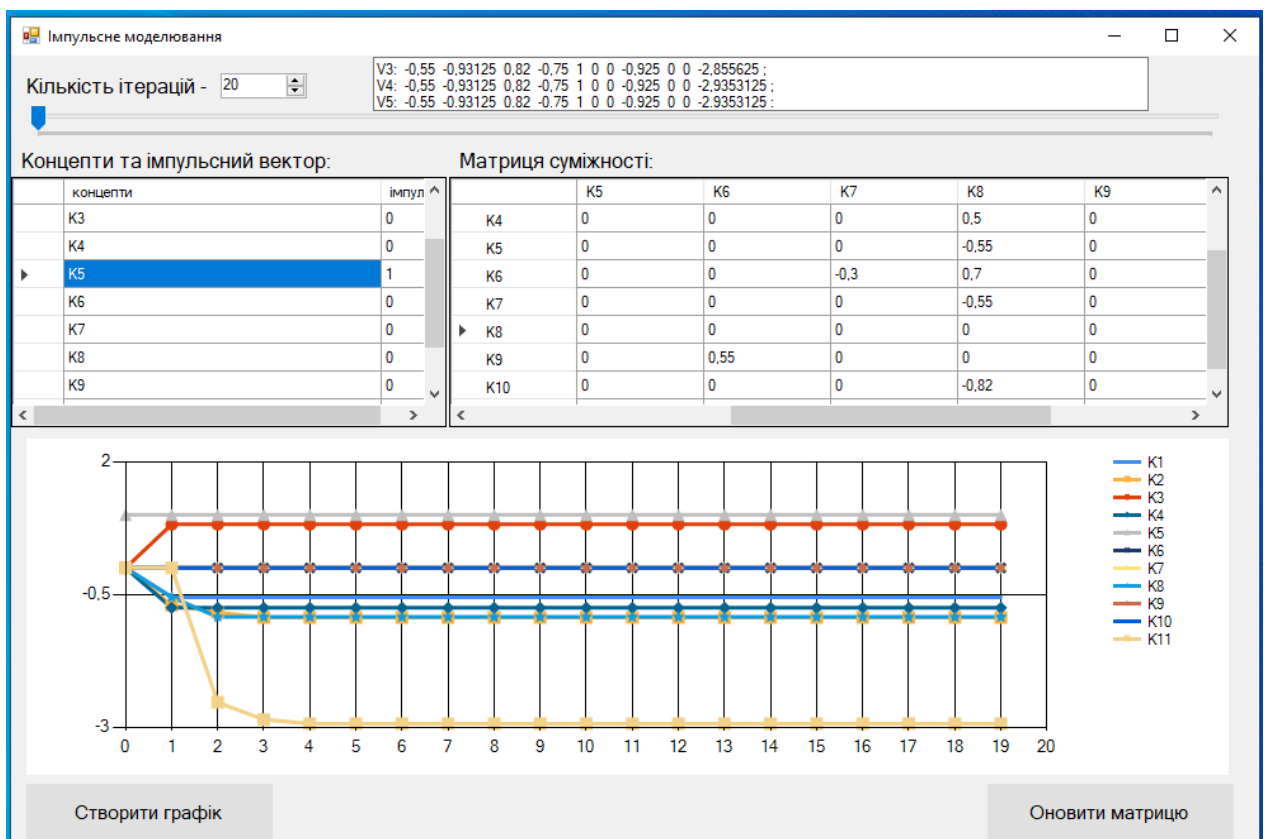 Імпульсне моделювання
Кількість ітерацій - 20
V3: -0,55 -0,93125 0,82 -0,75 1 0 0 -0,925 0 0 -2,855625 ;
V4: -0,55 -0,93125 0,82 -0,75 1 0 0 -0,925 0 0 -2,9353125 ;
V5: -0,55 -0,93125 0,82 -0,75 1 0 0 -0,925 0 0 -2,9353125 ;
Концепти та імпульсний вектор:
концепти імпул
K3 0
K4 0
K5 1
K6 0
K7 0
K8 0
K9 0
Матриця суміжності:
K5 K6 K7 K8 K9
K4 0 0 0 0,5 0
K5 0 0 0 -0,55 0
K6 0 0 -0,3 0,7 0
K7 0 0 0 -0,55 0
K8 0 0 0 0 0
K9 0 0,55 0 0 0
K10 0 0 0 -0,82 0
2
-0,5
-3
0 1 2 3 4 5 6 7 8 9 10 11 12 13 14 15 16 17 18 19 20
K1
K2
K3
K4
K5
K6
K7
K8
K9
K10
K11
Створити графік
Оновити матрицю